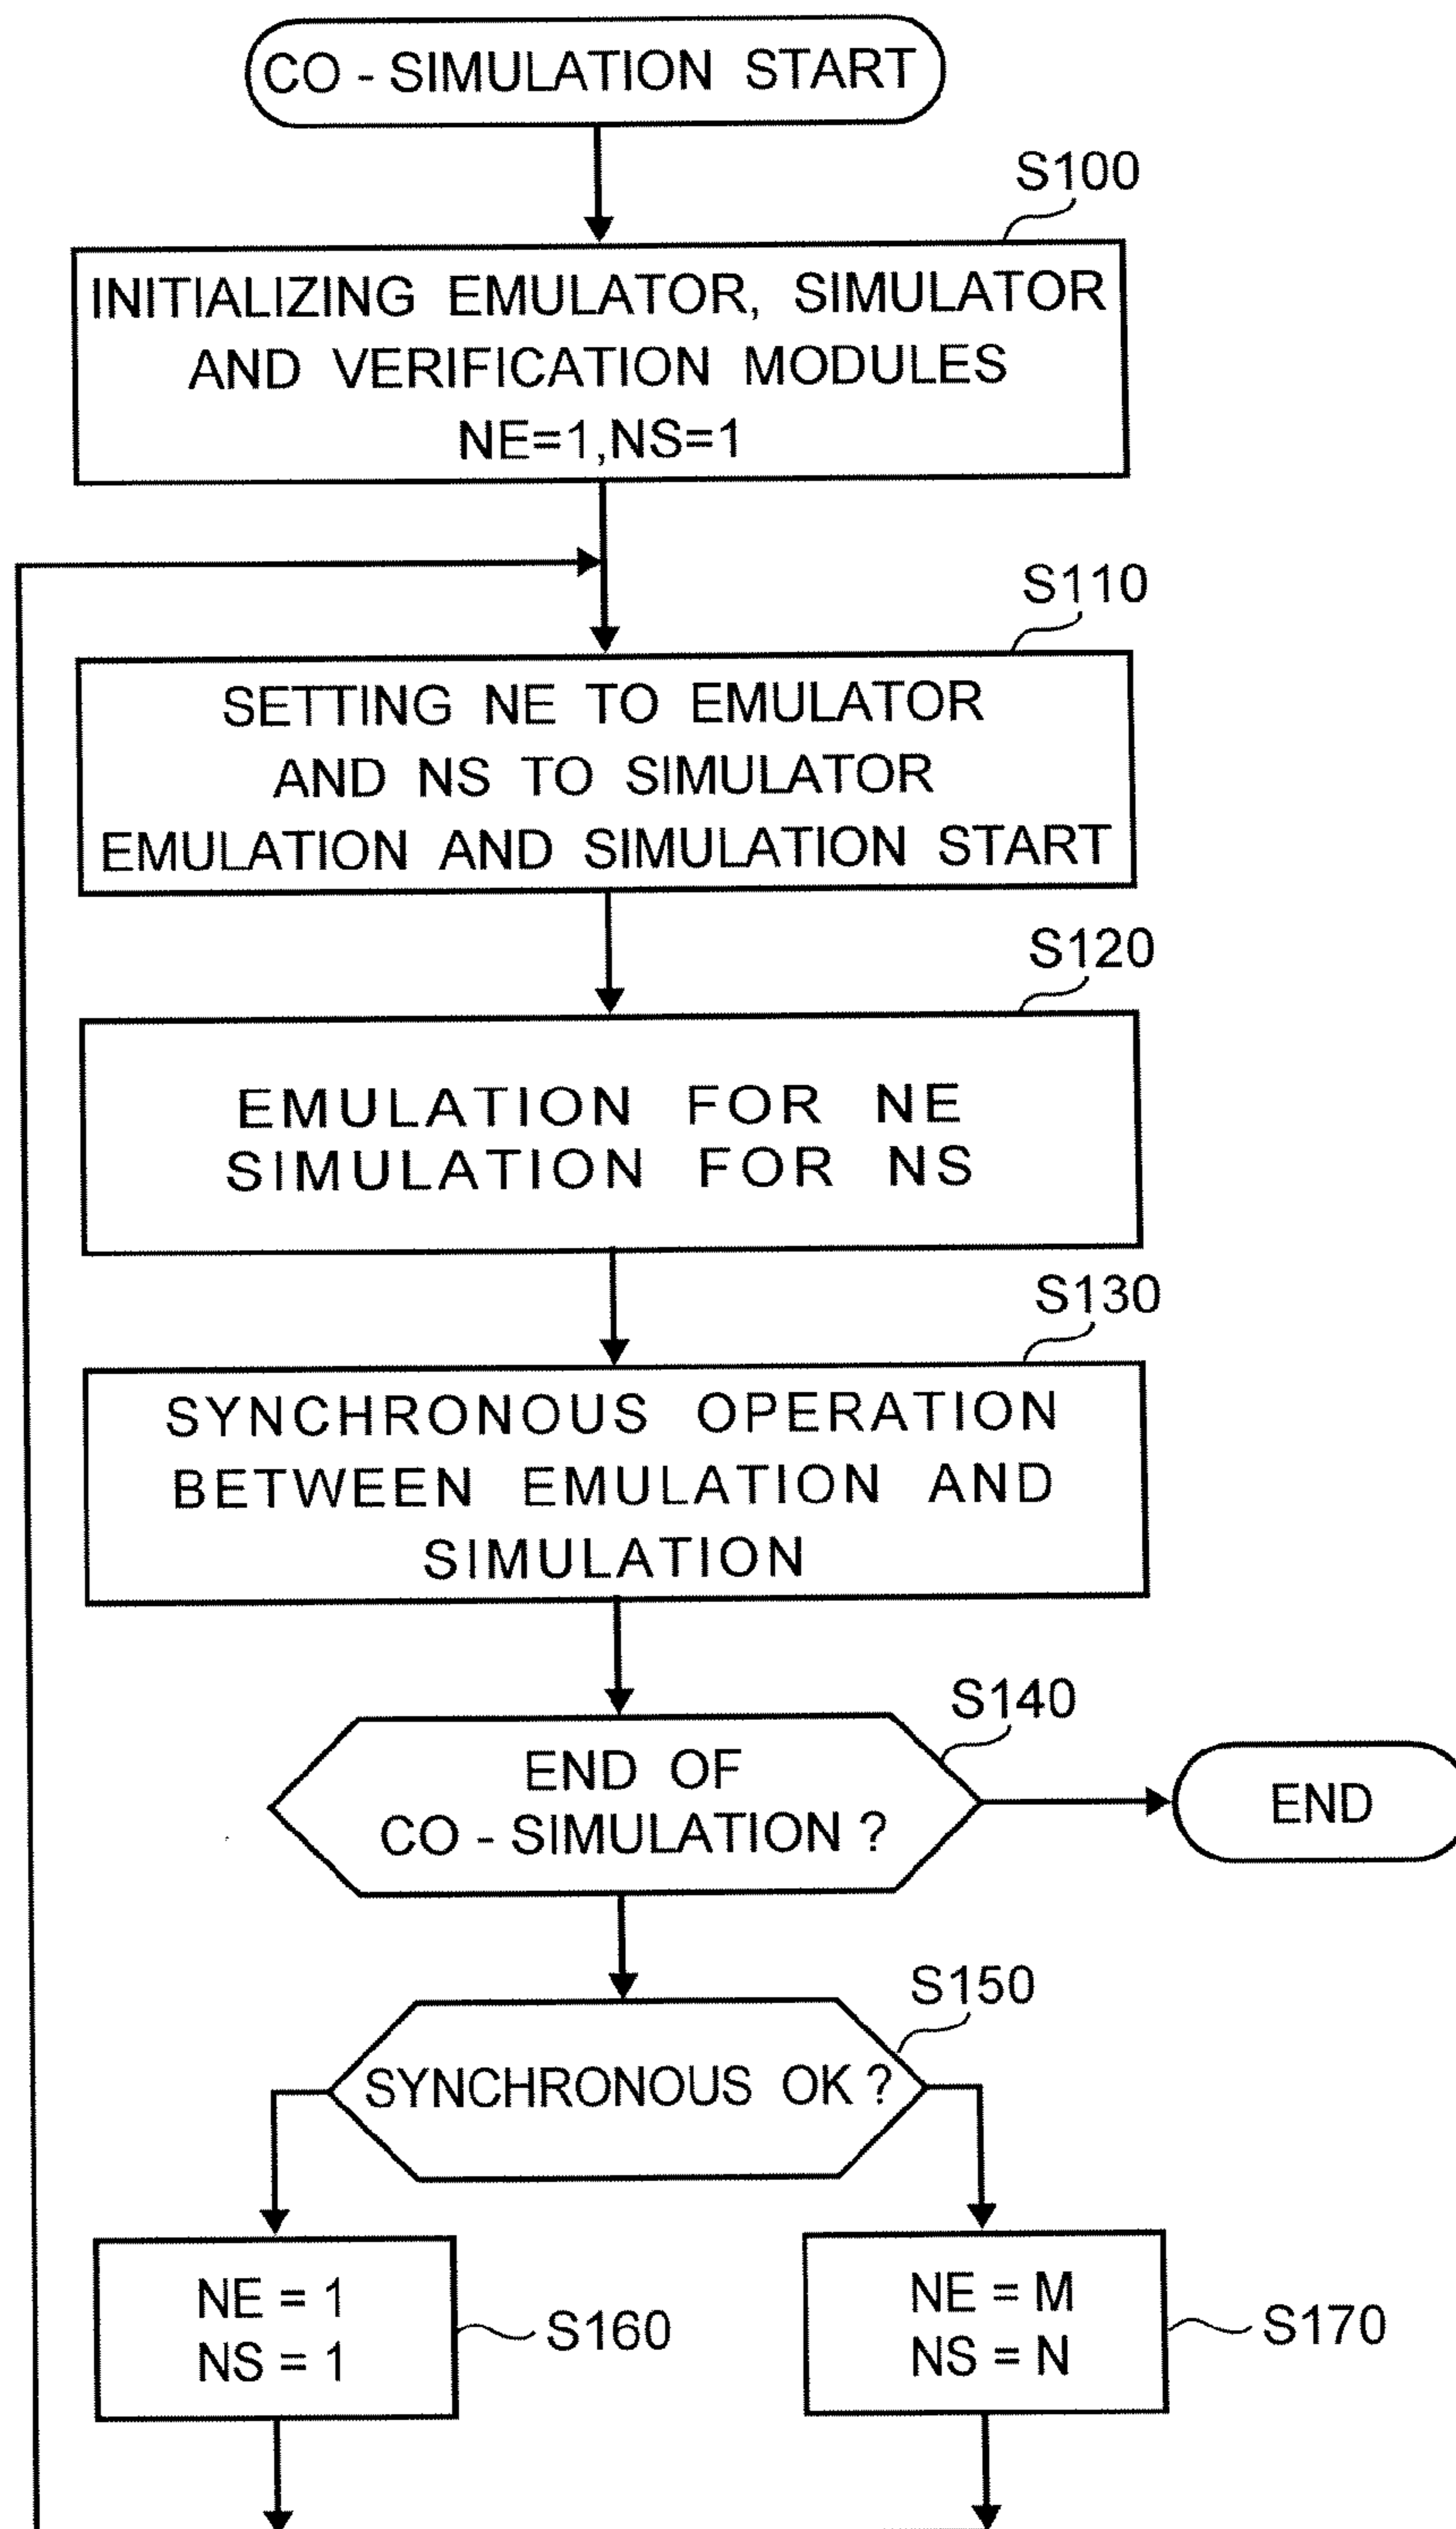 CO - SIMULATION START
S100
INITIALIZING EMULATOR, SIMULATOR
AND VERIFICATION MODULES
NE=1,NS=1
S110
SETTING NE TO EMULATOR
AND NS TO SIMULATOR
EMULATION AND SIMULATION START
S120
EMULATION FOR NE
SIMULATION FOR NS
S130
SYNCHRONOUS OPERATION
BETWEEN EMULATION AND
SIMULATION
S140
END OF
CO - SIMULATION ?
END
S150
SYNCHRONOUS OK ?
NE = 1
NS = 1
S160
NE = M
NS = N
S170